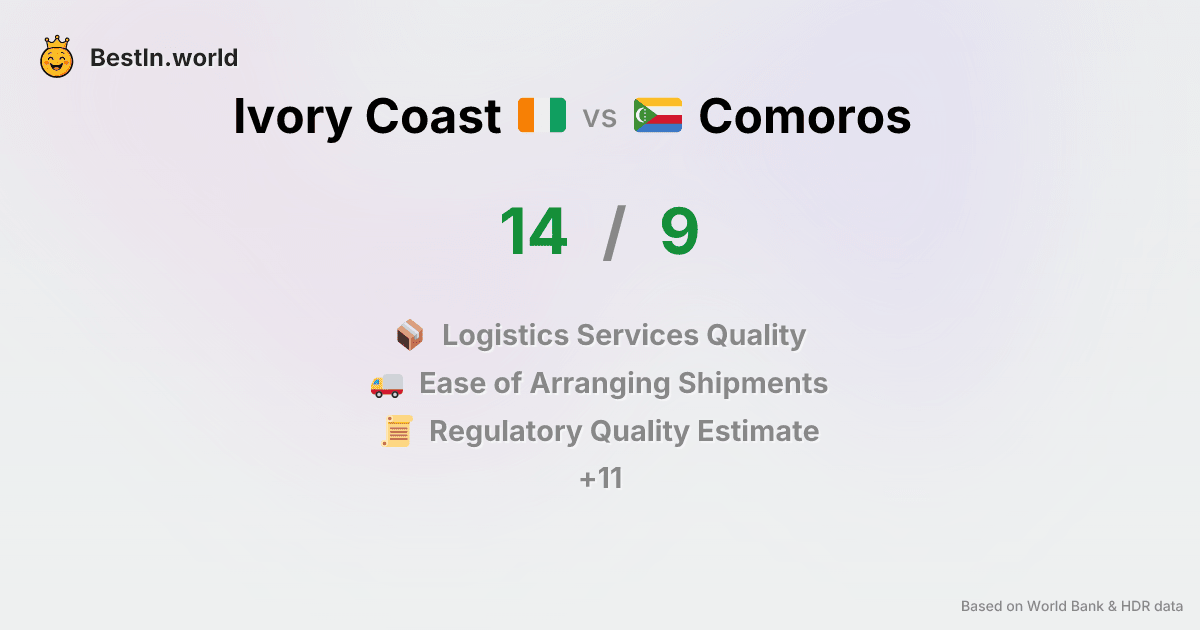 BestIn.world
Ivory Coast vs Comoros
14 / 9
Logistics Services Quality
Ease of Arranging Shipments
Regulatory Quality Estimate
+11
Based on World Bank & HDR data